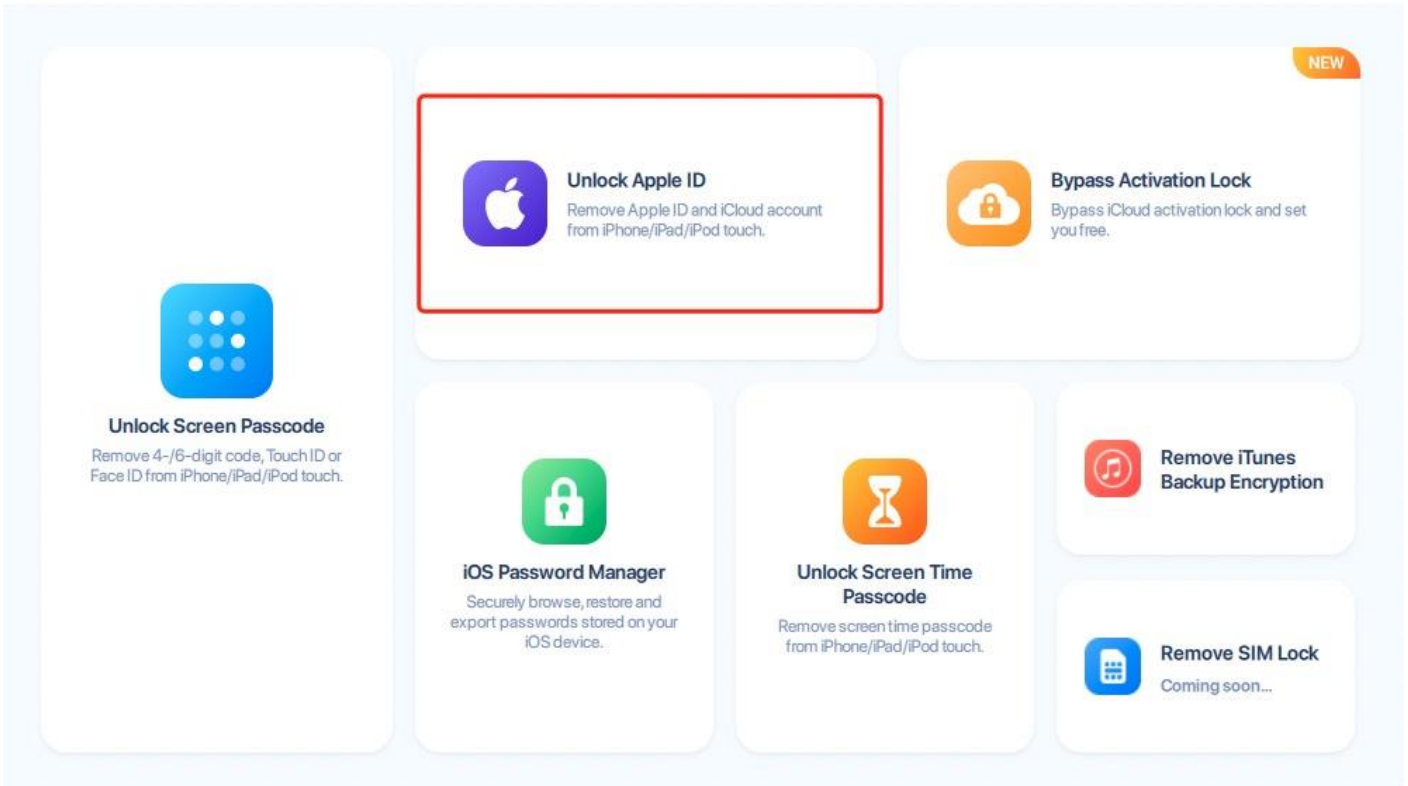 NEW
Unlock Apple ID
Remove Apple ID and iCloud account
from iPhone/iPad/iPod touch.
Bypass Activation Lock
Bypass iCloud activation lock and set
you free.
Unlock Screen Passcode
Remove 4-/6-digit code, Touch ID or
Face ID from iPhone/iPad/iPod touch.
iOS Password Manager
Securely browse, restore and
export passwords stored on your
iOS device.
Unlock Screen Time
Passcode
Remove screen time passcode
from iPhone/iPad/iPod touch.
Remove iTunes
Backup Encryption
Remove SIM Lock
Coming soon...